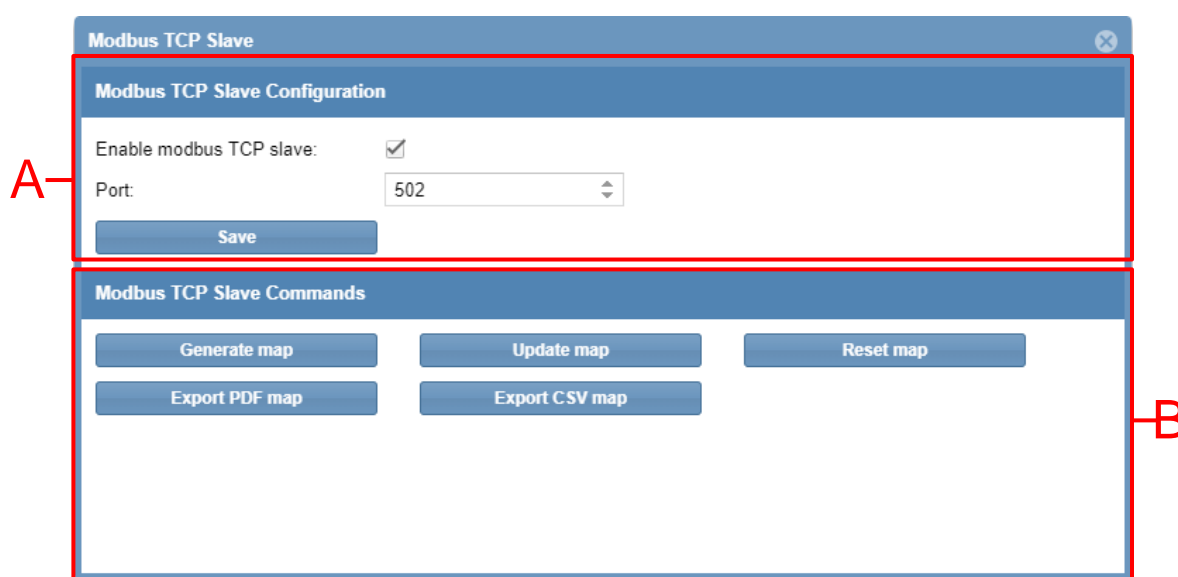 Modbus TCP Slave
Modbus TCP Slave Configuration
Enable modbus TCP slave:
A
Port: 502
Save
Modbus TCP Slave Commands
Generate map Update map Reset map
Export PDF map Export CSV map
B